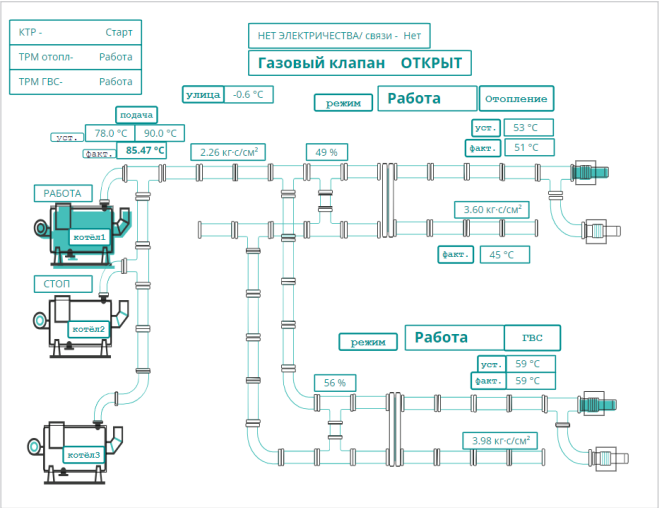 КТР - Старт
ТРМ отопл- Работа
ТРМ ГВС- Работа
НЕТ ЭЛЕКТРИЧЕСТВА/ связи - Нет
Газовый клапан ОТКРЫТ
улица -0.6 °C
режим Работа Отопление
подача
уст. 78.0 °C 90.0 °C
факт. 85.47 °C
2.26 кг·с/см²
49 %
уст. 53 °C
факт. 51 °C
РАБОТА
котёл1
3.60 кг·с/см²
факт. 45 °C
СТОП
котёл2
режим Работа ГВС
уст. 59 °C
факт. 59 °C
56 %
3.98 кг·с/см²
котёл3